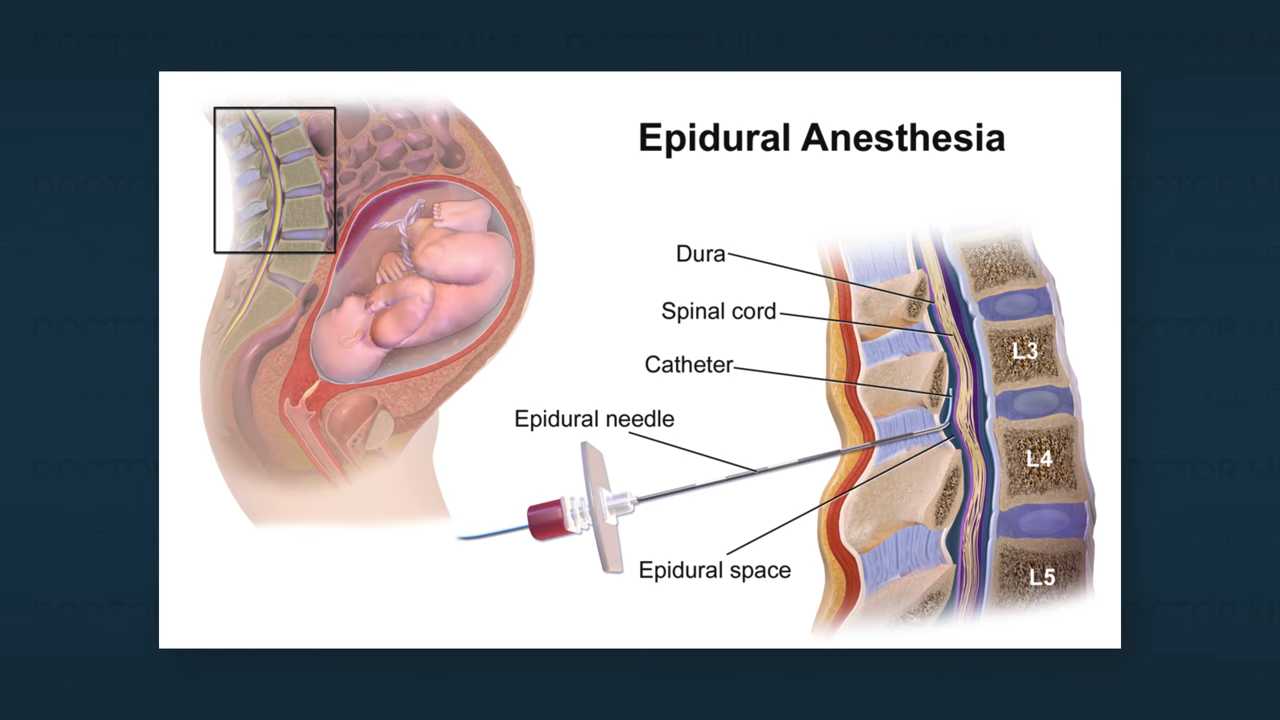 Epidural Anesthesia
Dura
Spinal cord
Catheter
Epidural needle
Epidural space
L3
L4
L5